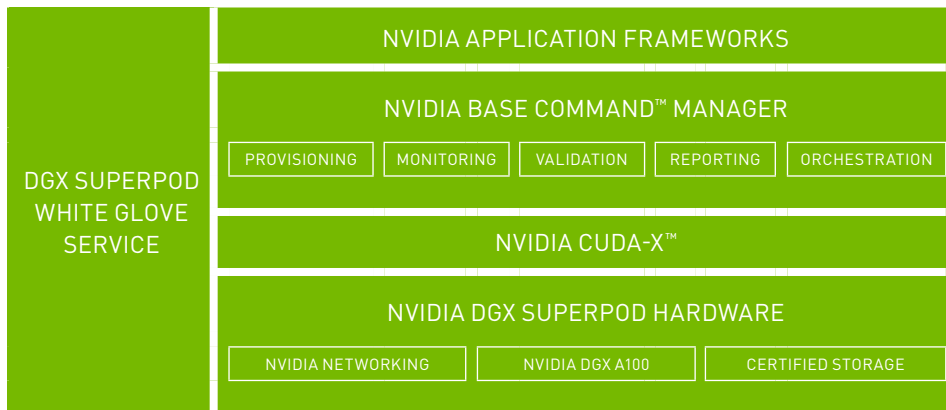 DGX SUPERPOD
WHITE GLOVE
SERVICE
NVIDIA APPLICATION FRAMEWORKS
NVIDIA BASE COMMAND™ MANAGER
PROVISIONING
MONITORING
VALIDATION
REPORTING
ORCHESTRATION
NVIDIA CUDA-X™
NVIDIA DGX SUPERPOD HARDWARE
NVIDIA NETWORKING
NVIDIA DGX A100
CERTIFIED STORAGE